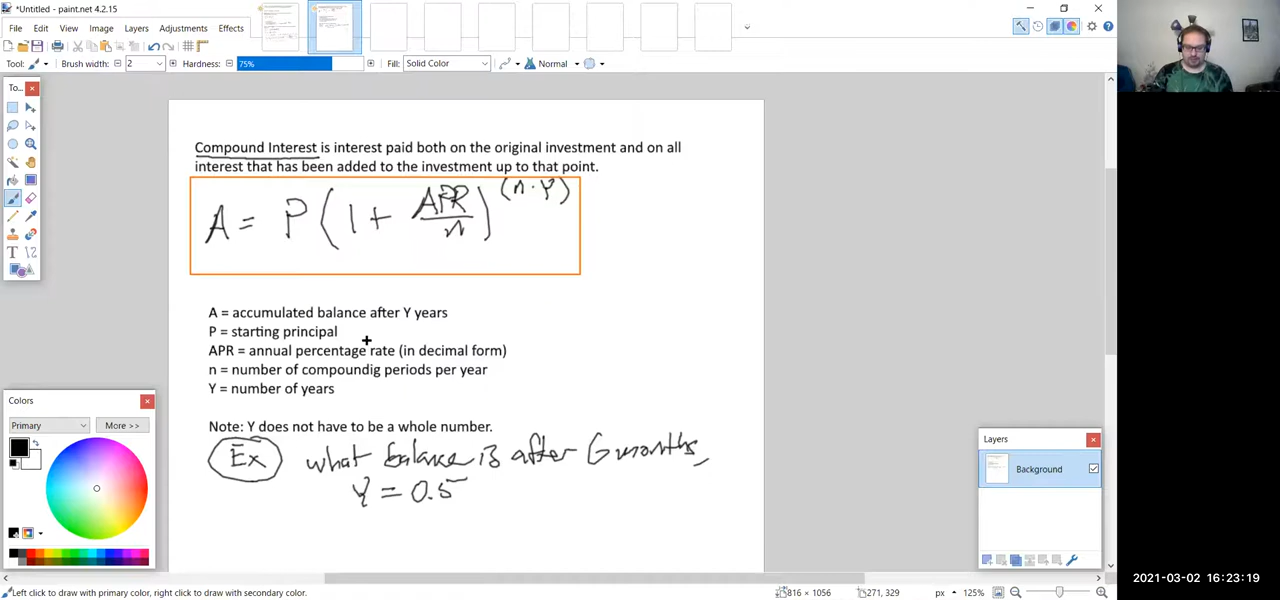 *Untitled - paint.net 4.2.15
File Edit View Image Layers Adjustments Effects
Tool: Brush width: 2 Hardness: 75% Fill: Solid Color Normal
To...
Compound Interest is interest paid both on the original investment and on all
interest that has been added to the investment up to that point.
A = P(1 + APR/n)^(n·Y)
A = accumulated balance after Y years
P = starting principal
APR = annual percentage rate (in decimal form)
n = number of compoundig periods per year
Y = number of years
Note: Y does not have to be a whole number.
Ex what balance is after 6 months,
Y = 0.5
Colors
Primary More >>
Layers
Background
Left click to draw with primary color, right click to draw with secondary color.
816 x 1056 271, 329 px 125%
2021-03-02 16:23:19